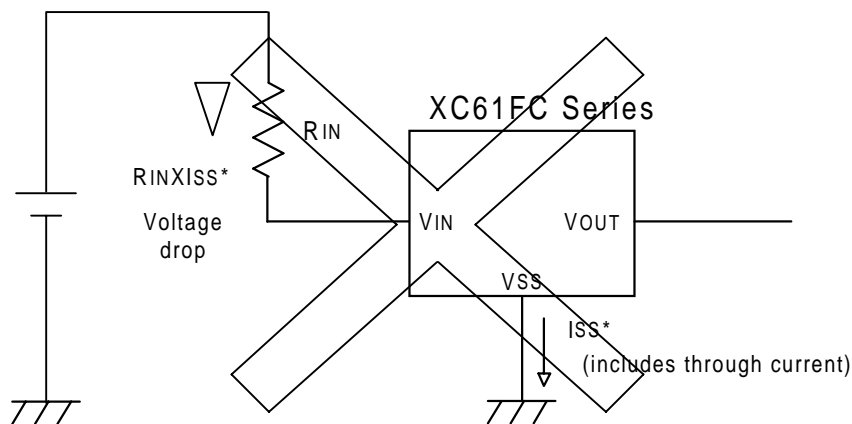 XC61FC Series
RIN
RINXISS*
Voltage
drop
VIN
VOUT
VSS
ISS*
(includes through current)